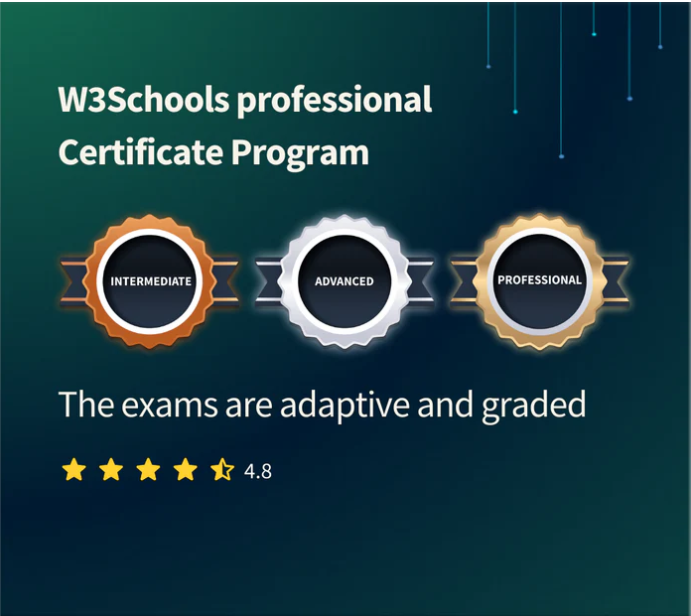 W3Schools professional
Certificate Program
INTERMEDIATE
ADVANCED
PROFESSIONAL
The exams are adaptive and graded
4.8